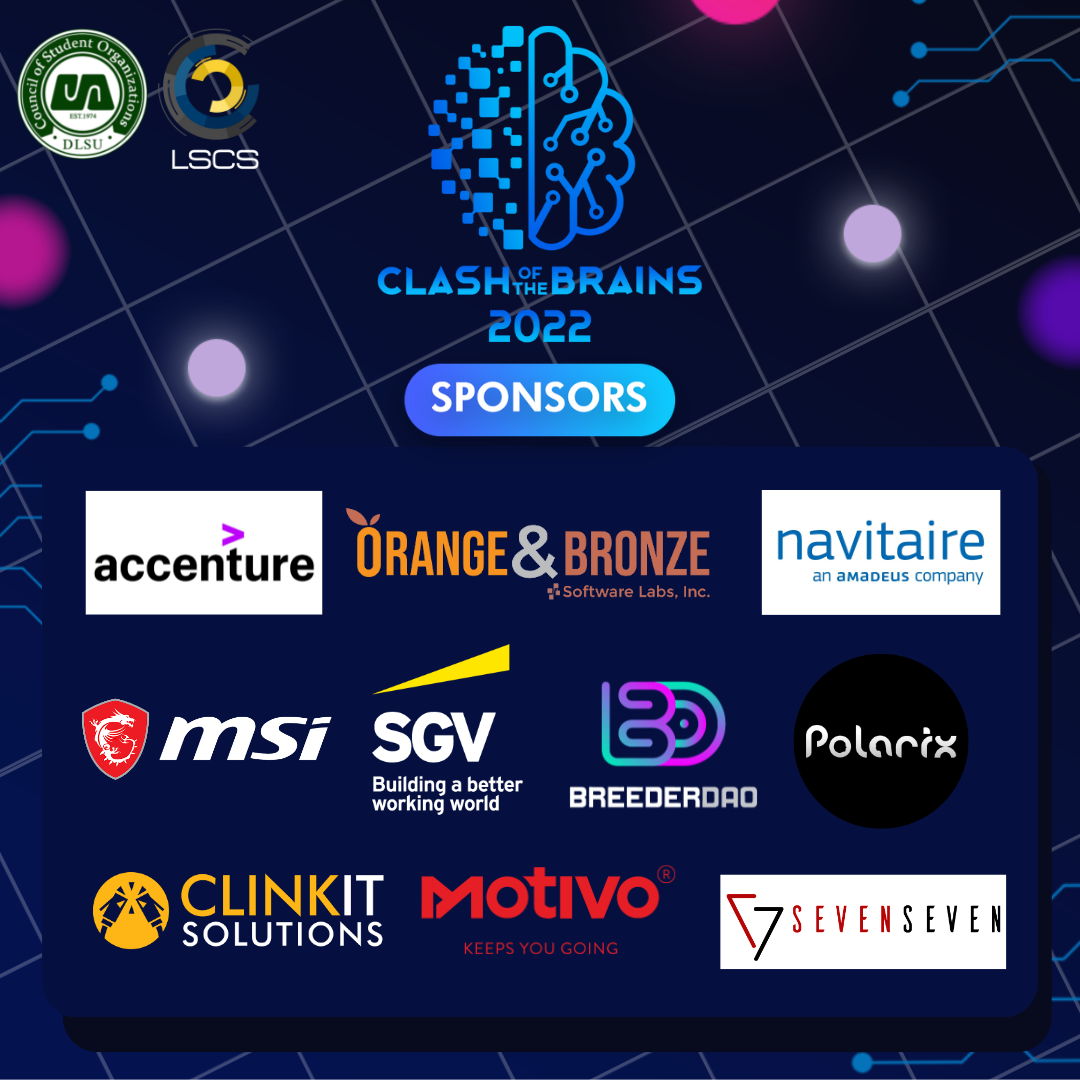 Council of Student Organizations
EST.1974
DLSU
LSCS
CLASH OF THE BRAINS
2022
SPONSORS
accenture
ORANGE & BRONZE
Software Labs, Inc.
navitaire
an amadeus company
msi
SGV
Building a better
working world
BREEDERDAO
Polarix
CLINKIT
SOLUTIONS
MOTIVO®
KEEPS YOU GOING
SEVENSEVEN